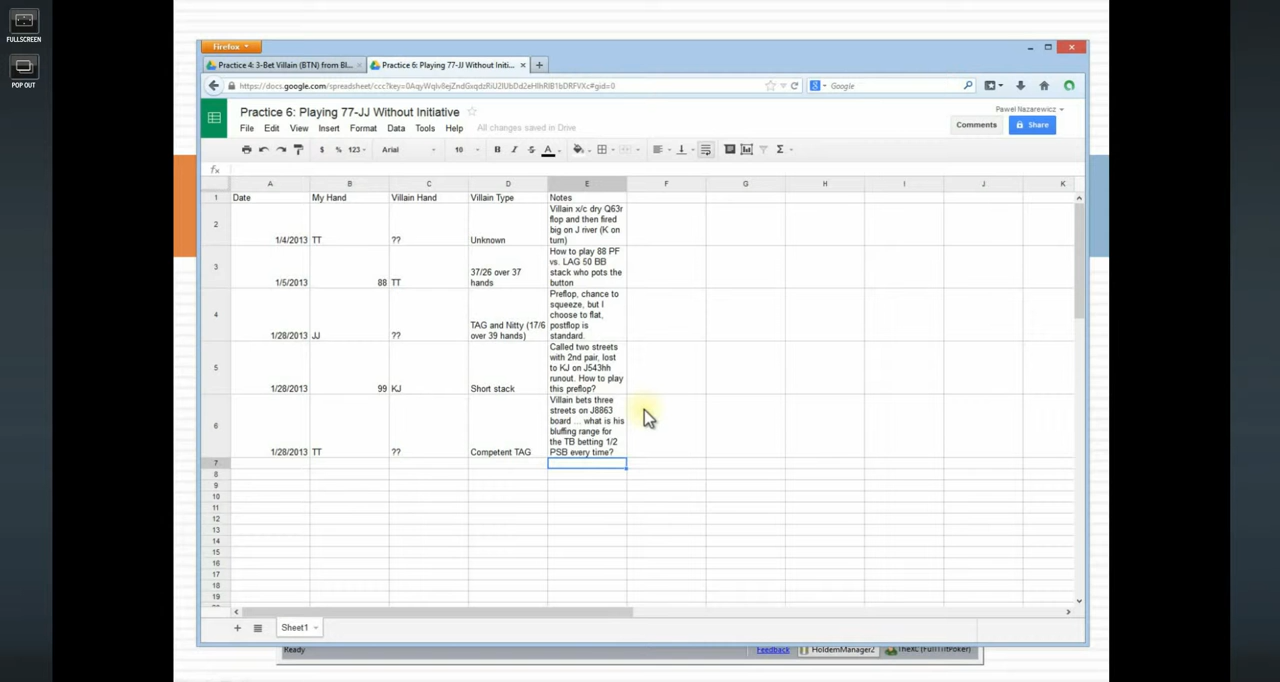 FULLSCREEN
POP OUT
Firefox
Practice 4: 3-Bet Villain (BTN) from Bl...
Practice 6: Playing 77-JJ Without Initi...
Google
Practice 6: Playing 77-JJ Without Initiative
Pawel Nazarewicz
File Edit View Insert Format Data Tools Help All changes saved in Drive
Comments Share
$ % 123 Arial 10 B I S A Σ
fx
A B C D E F G H I J K
1 Date My Hand Villain Hand Villain Type Notes
Villain x/c dry Q63r
flop and then fired
big on J river (K on
2 1/4/2013 TT ?? Unknown turn)
How to play 88 PF
vs. LAG 50 BB
37/26 over 37 stack who pots the
3 1/5/2013 88 TT hands button
Preflop, chance to
squeeze, but I
choose to flat,
TAG and Nitty (17/6 postflop is
4 1/28/2013 JJ ?? over 39 hands) standard.
Called two streets
with 2nd pair, lost
to KJ on J543hh
runout. How to play
5 1/28/2013 99 KJ Short stack this preflop?
Villain bets three
streets on J8863
board ... what is his
bluffing range for
the TB betting 1/2
6 1/28/2013 TT ?? Competent TAG PSB every time?
7
8
9
10
11
12
13
14
15
16
17
18
19
Sheet1
Ready Feedback HoldemManager2 TheXC (FullTiltPoker)